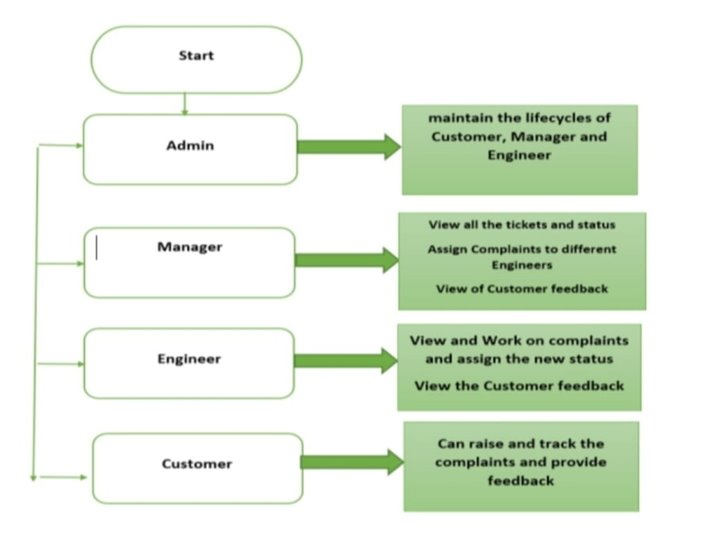 Start
Admin
maintain the lifecycles of
Customer, Manager and
Engineer
Manager
View all the tickets and status
Assign Complaints to different
Engineers
View of Customer feedback
Engineer
View and Work on complaints
and assign the new status
View the Customer feedback
Customer
Can raise and track the
complaints and provide
feedback